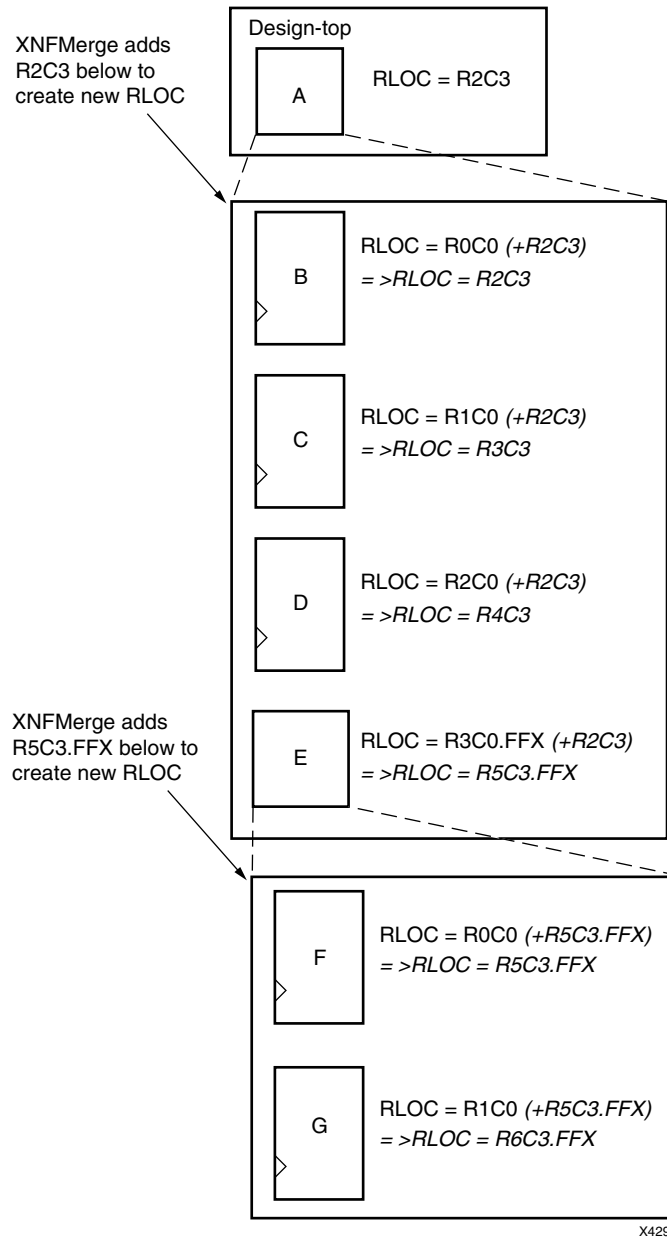 XNFMerge adds
R2C3 below to
create new RLOC
Design-top
A
RLOC = R2C3
B
RLOC = R0C0 (+R2C3)
= >RLOC = R2C3
C
RLOC = R1C0 (+R2C3)
= >RLOC = R3C3
D
RLOC = R2C0 (+R2C3)
= >RLOC = R4C3
XNFMerge adds
R5C3.FFX below to
create new RLOC
E
RLOC = R3C0.FFX (+R2C3)
= >RLOC = R5C3.FFX
F
RLOC = R0C0 (+R5C3.FFX)
= >RLOC = R5C3.FFX
G
RLOC = R1C0 (+R5C3.FFX)
= >RLOC = R6C3.FFX
X429